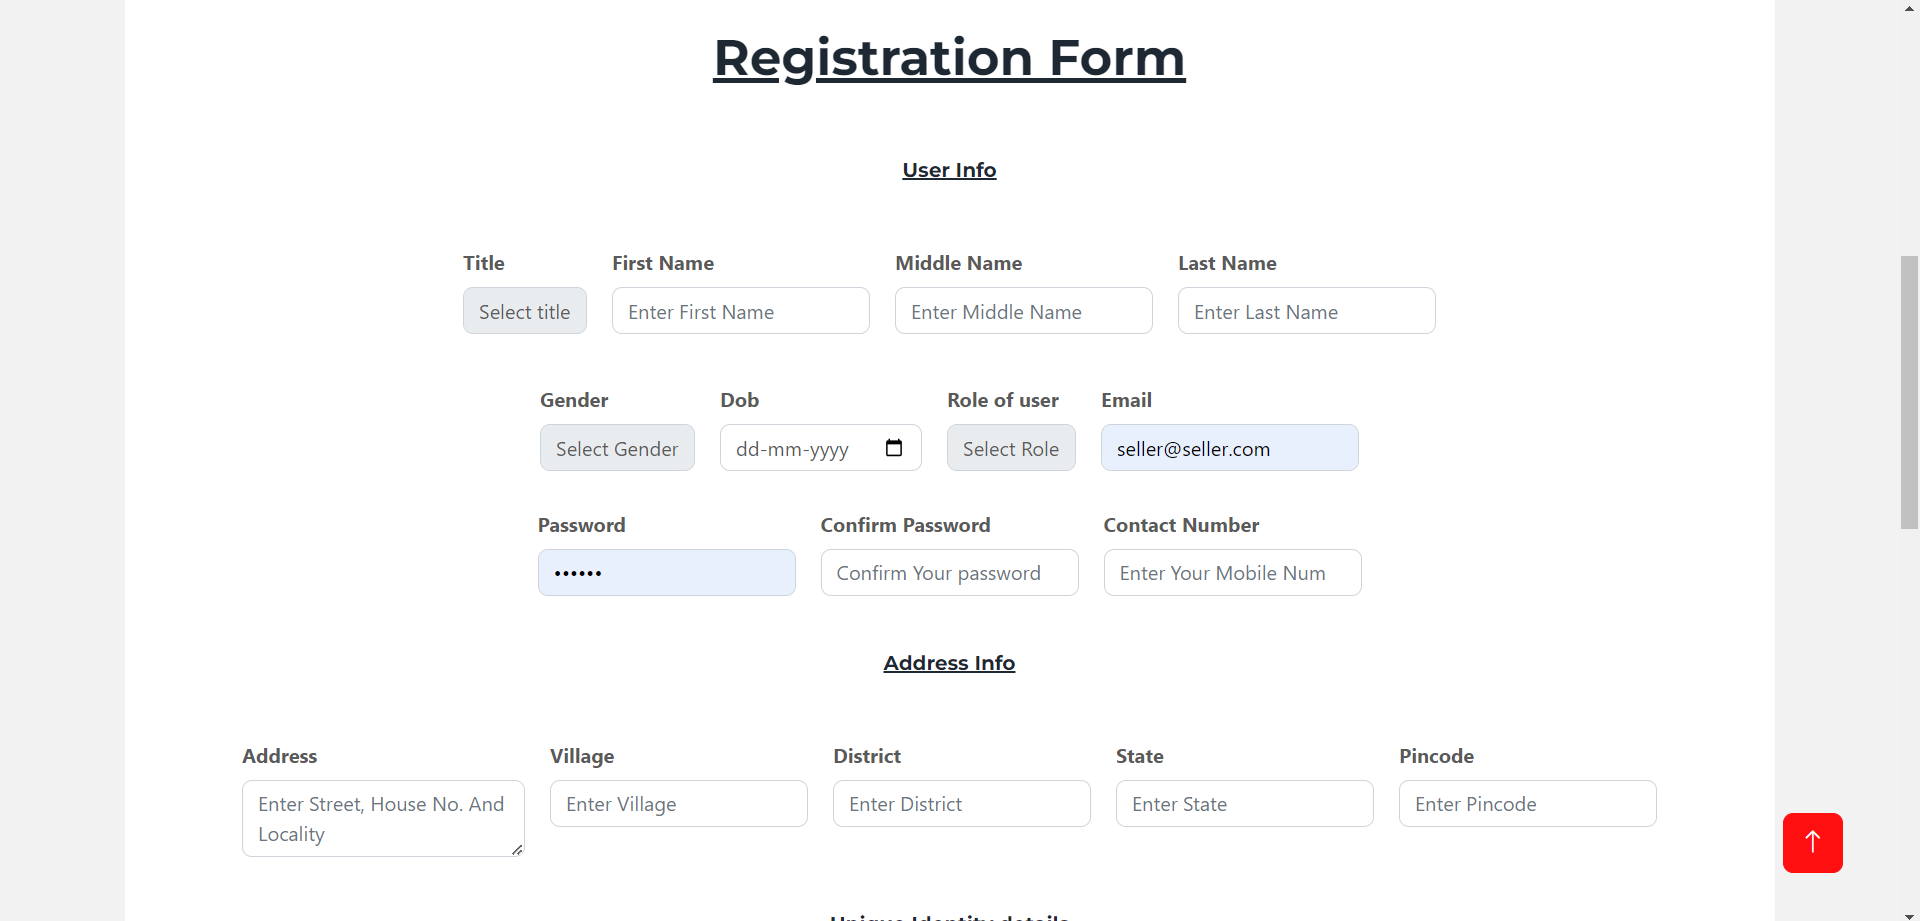 Registration Form
User Info
Title First Name Middle Name Last Name
Select title Enter First Name Enter Middle Name Enter Last Name
Gender Dob Role of user Email
Select Gender dd-mm-yyyy Select Role seller@seller.com
Password Confirm Password Contact Number
•••••• Confirm Your password Enter Your Mobile Num
Address Info
Address Village District State Pincode
Enter Street, House No. And Enter Village Enter District Enter State Enter Pincode
Locality
Unique Identity details